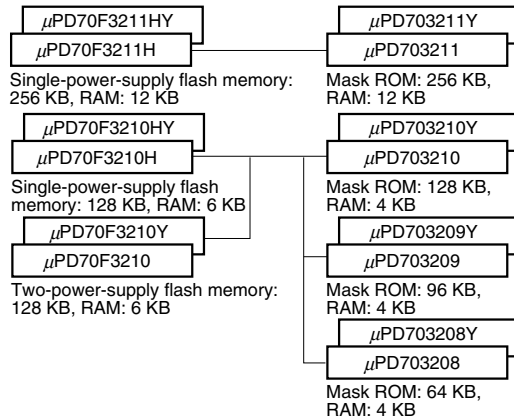 μPD70F3211HY
μPD70F3211H
Single-power-supply flash memory:
256 KB, RAM: 12 KB
μPD703211Y
μPD703211
Mask ROM: 256 KB,
RAM: 12 KB
μPD70F3210HY
μPD70F3210H
Single-power-supply flash
memory: 128 KB, RAM: 6 KB
μPD703210Y
μPD703210
Mask ROM: 128 KB,
RAM: 4 KB
μPD70F3210Y
μPD70F3210
Two-power-supply flash memory:
128 KB, RAM: 6 KB
μPD703209Y
μPD703209
Mask ROM: 96 KB,
RAM: 4 KB
μPD703208Y
μPD703208
Mask ROM: 64 KB,
RAM: 4 KB